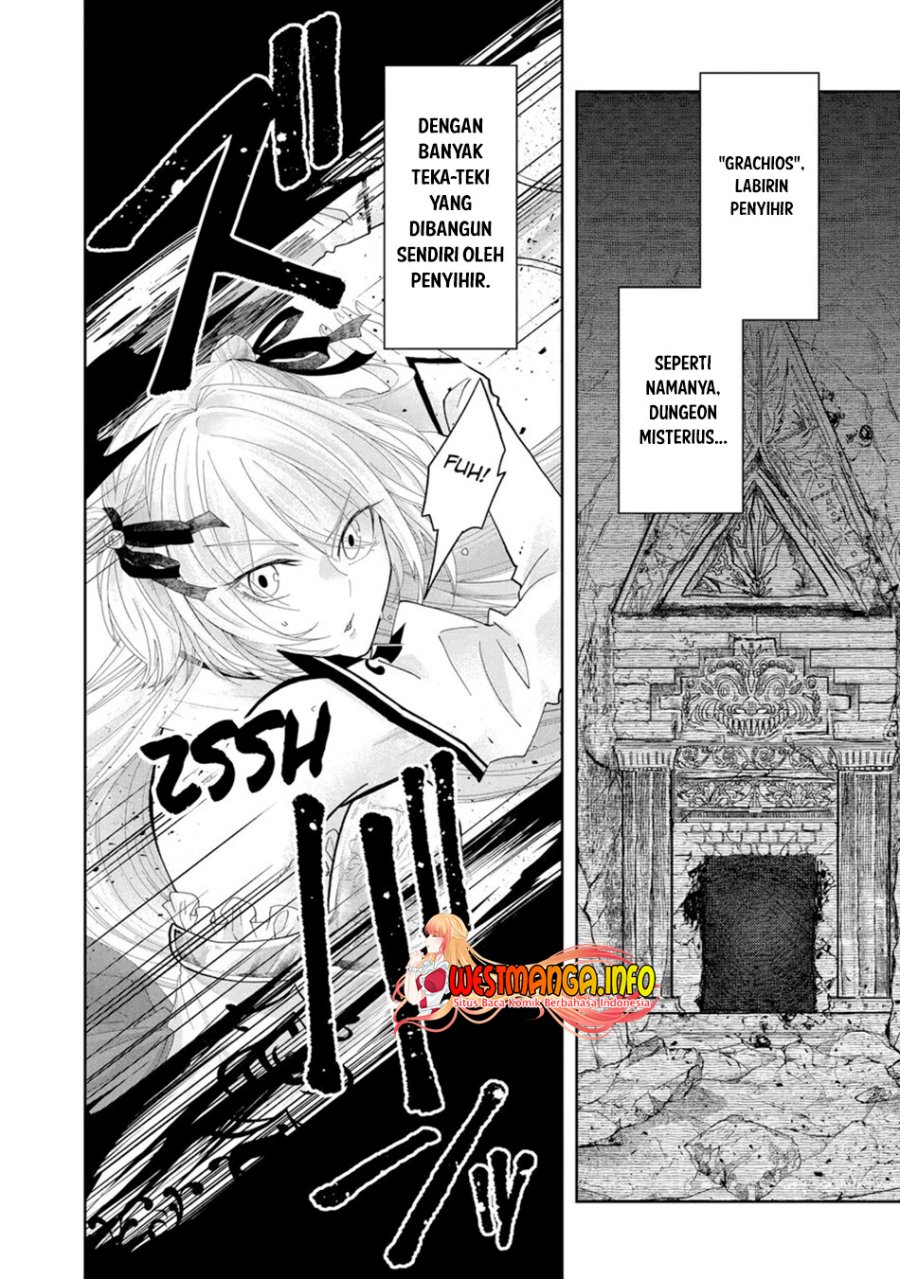 "GRACHIOS",
LABIRIN
PENYIHIR
SEPERTI
NAMANYA,
DUNGEON
MISTERIUS...
DENGAN
BANYAK
TEKA-TEKI
YANG
DIBANGUN
SENDIRI OLEH
PENYIHIR.
FUH!
ZSSH
WESTMANGA.INFO
Situs Baca Komik Berbahasa Indonesia